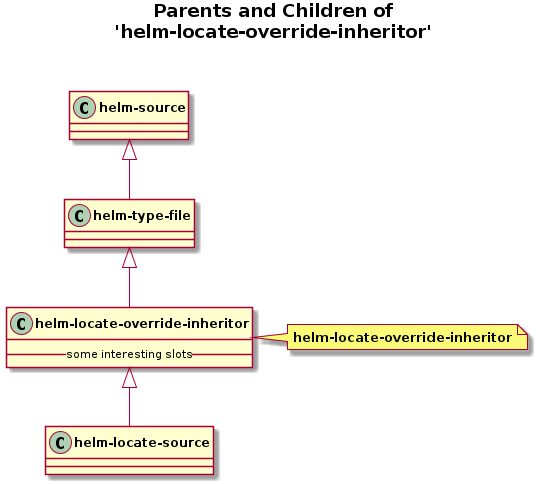 Parents and Children of
'helm-locate-override-inheritor'
C helm-source
C helm-type-file
C helm-locate-override-inheritor
some interesting slots
helm-locate-override-inheritor
C helm-locate-source